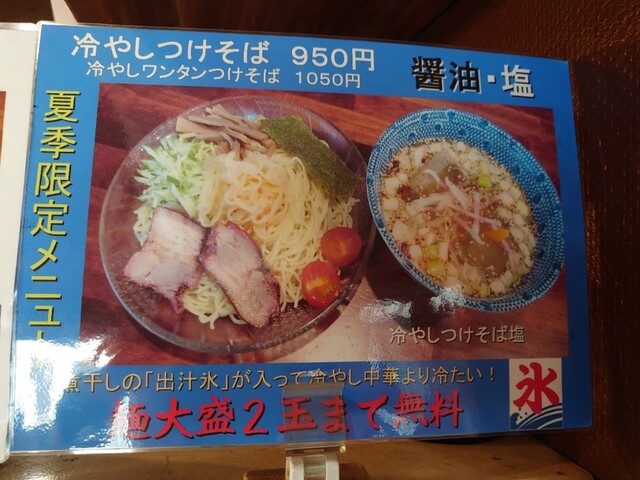 冷やしつけそば 950円
冷やしワンタンつけそば 1050円
醤油・塩
夏季限定メニュー
冷やしつけそば塩
煮干しの「出汁氷」が入って冷やし中華より冷たい!
麺大盛2玉まで無料
氷